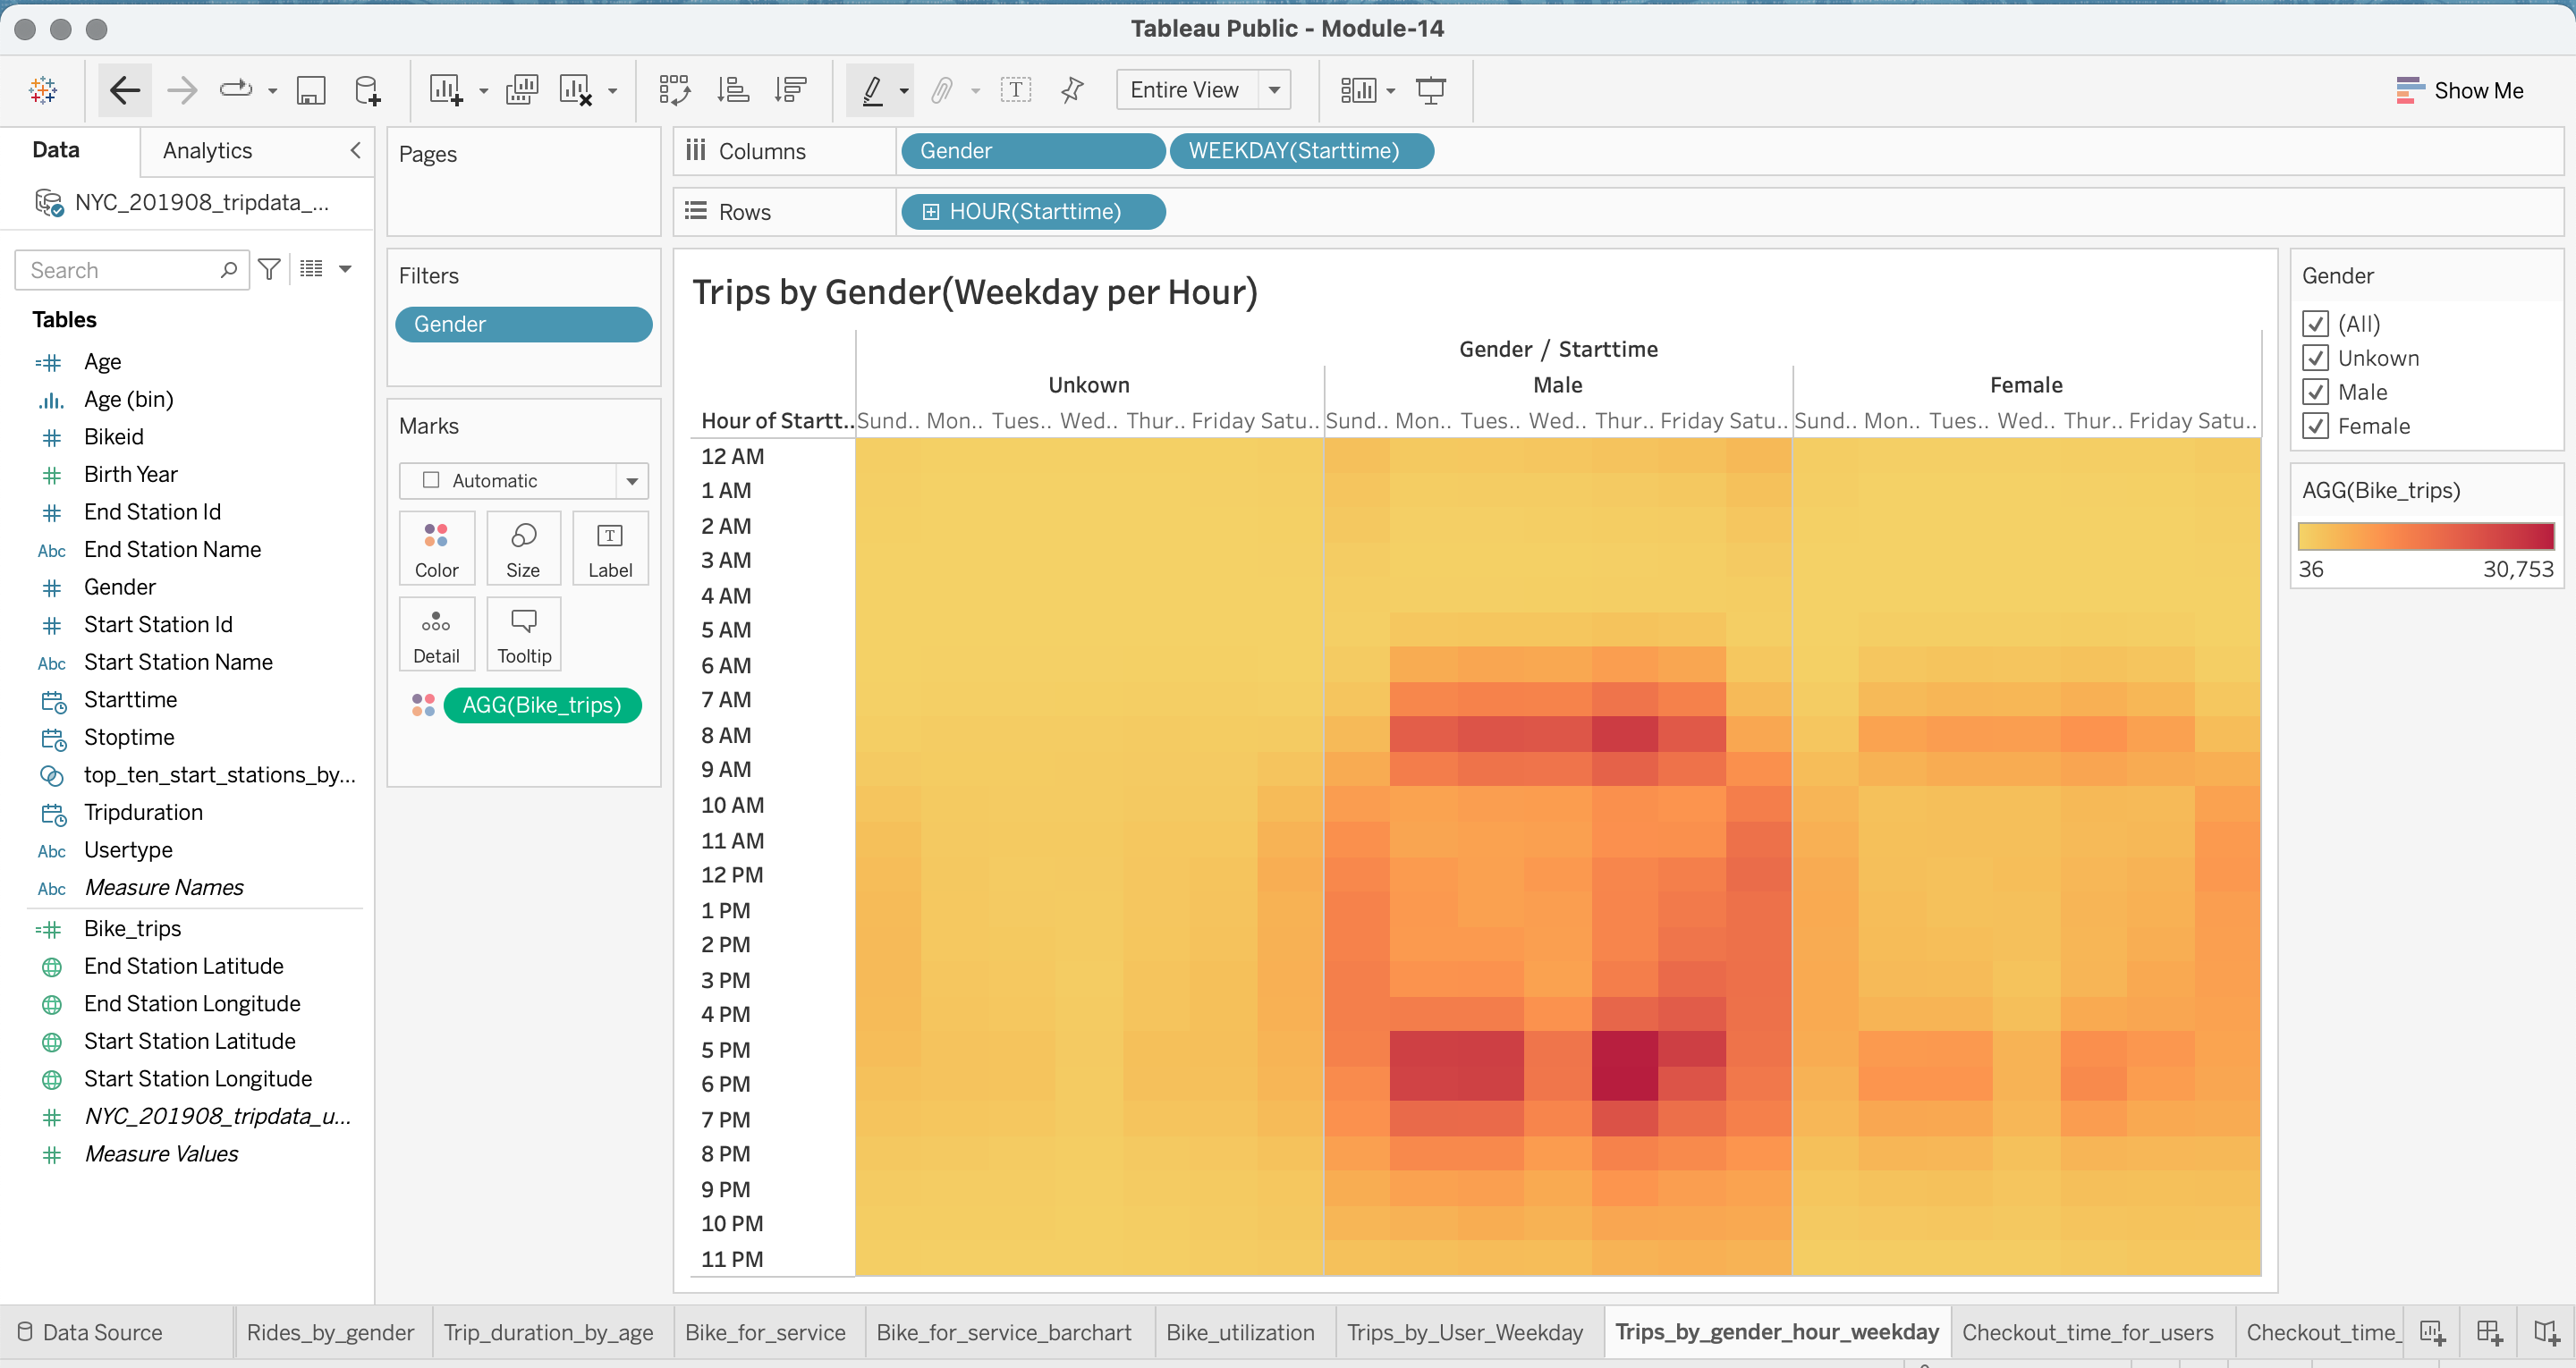 Tableau Public - Module-14
Entire View
Show Me
Data
Analytics
NYC_201908_tripdata_...
Search
Tables
Age
Age (bin)
Bikeid
Birth Year
End Station Id
Abc End Station Name
Gender
Start Station Id
Abc Start Station Name
Starttime
Stoptime
top_ten_start_stations_by...
Tripduration
Abc Usertype
Abc Measure Names
Bike_trips
End Station Latitude
End Station Longitude
Start Station Latitude
Start Station Longitude
NYC_201908_tripdata_u...
Measure Values
Pages
Filters
Gender
Marks
Automatic
Color Size Label
Detail Tooltip
AGG(Bike_trips)
Columns Gender WEEKDAY(Starttime)
Rows HOUR(Starttime)
Trips by Gender(Weekday per Hour)
Gender / Starttime
Unkown Male Female
Hour of Startt.. Sund.. Mon.. Tues.. Wed.. Thur.. Friday Satu.. Sund.. Mon.. Tues.. Wed.. Thur.. Friday Satu.. Sund.. Mon.. Tues.. Wed.. Thur.. Friday Satu..
12 AM
1 AM
2 AM
3 AM
4 AM
5 AM
6 AM
7 AM
8 AM
9 AM
10 AM
11 AM
12 PM
1 PM
2 PM
3 PM
4 PM
5 PM
6 PM
7 PM
8 PM
9 PM
10 PM
11 PM
Gender
(All)
Unkown
Male
Female
AGG(Bike_trips)
36 30,753
Data Source Rides_by_gender Trip_duration_by_age Bike_for_service Bike_for_service_barchart Bike_utilization Trips_by_User_Weekday Trips_by_gender_hour_weekday Checkout_time_for_users Checkout_time_